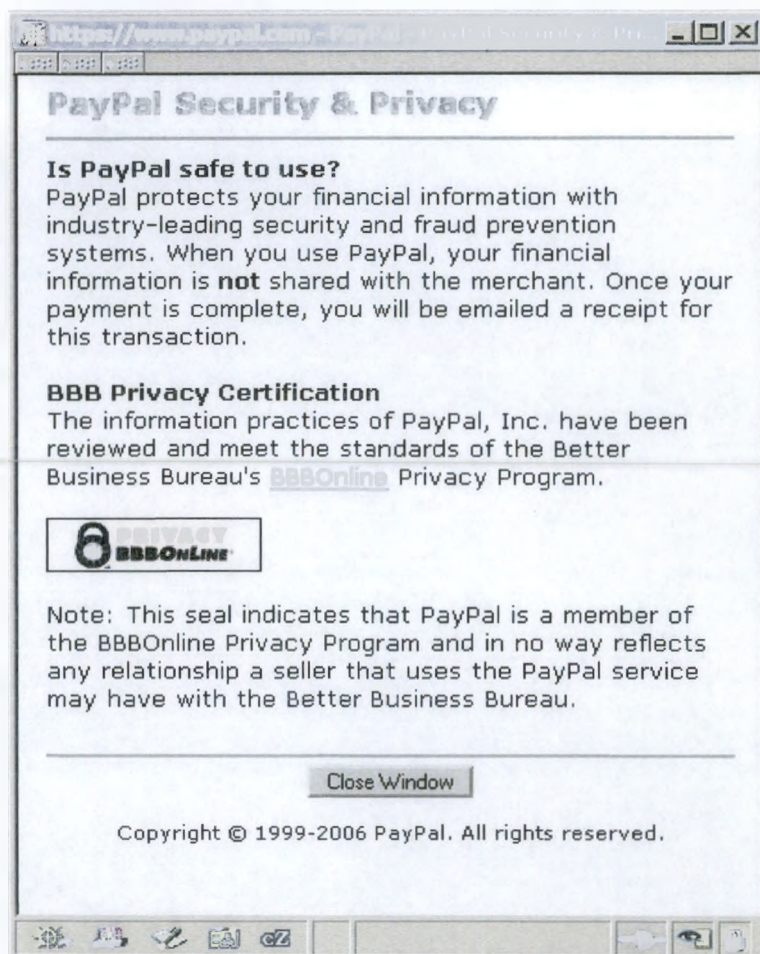 https://www.paypal.com - PayPal - PayPal Security & Pri
PayPal Security & Privacy
Is PayPal safe to use?
PayPal protects your financial information with
industry-leading security and fraud prevention
systems. When you use PayPal, your financial
information is not shared with the merchant. Once your
payment is complete, you will be emailed a receipt for
this transaction.
BBB Privacy Certification
The information practices of PayPal, Inc. have been
reviewed and meet the standards of the Better
Business Bureau's BBBOnline Privacy Program.
PRIVACY
BBBONLINE
Note: This seal indicates that PayPal is a member of
the BBBOnline Privacy Program and in no way reflects
any relationship a seller that uses the PayPal service
may have with the Better Business Bureau.
Close Window
Copyright © 1999-2006 PayPal. All rights reserved.